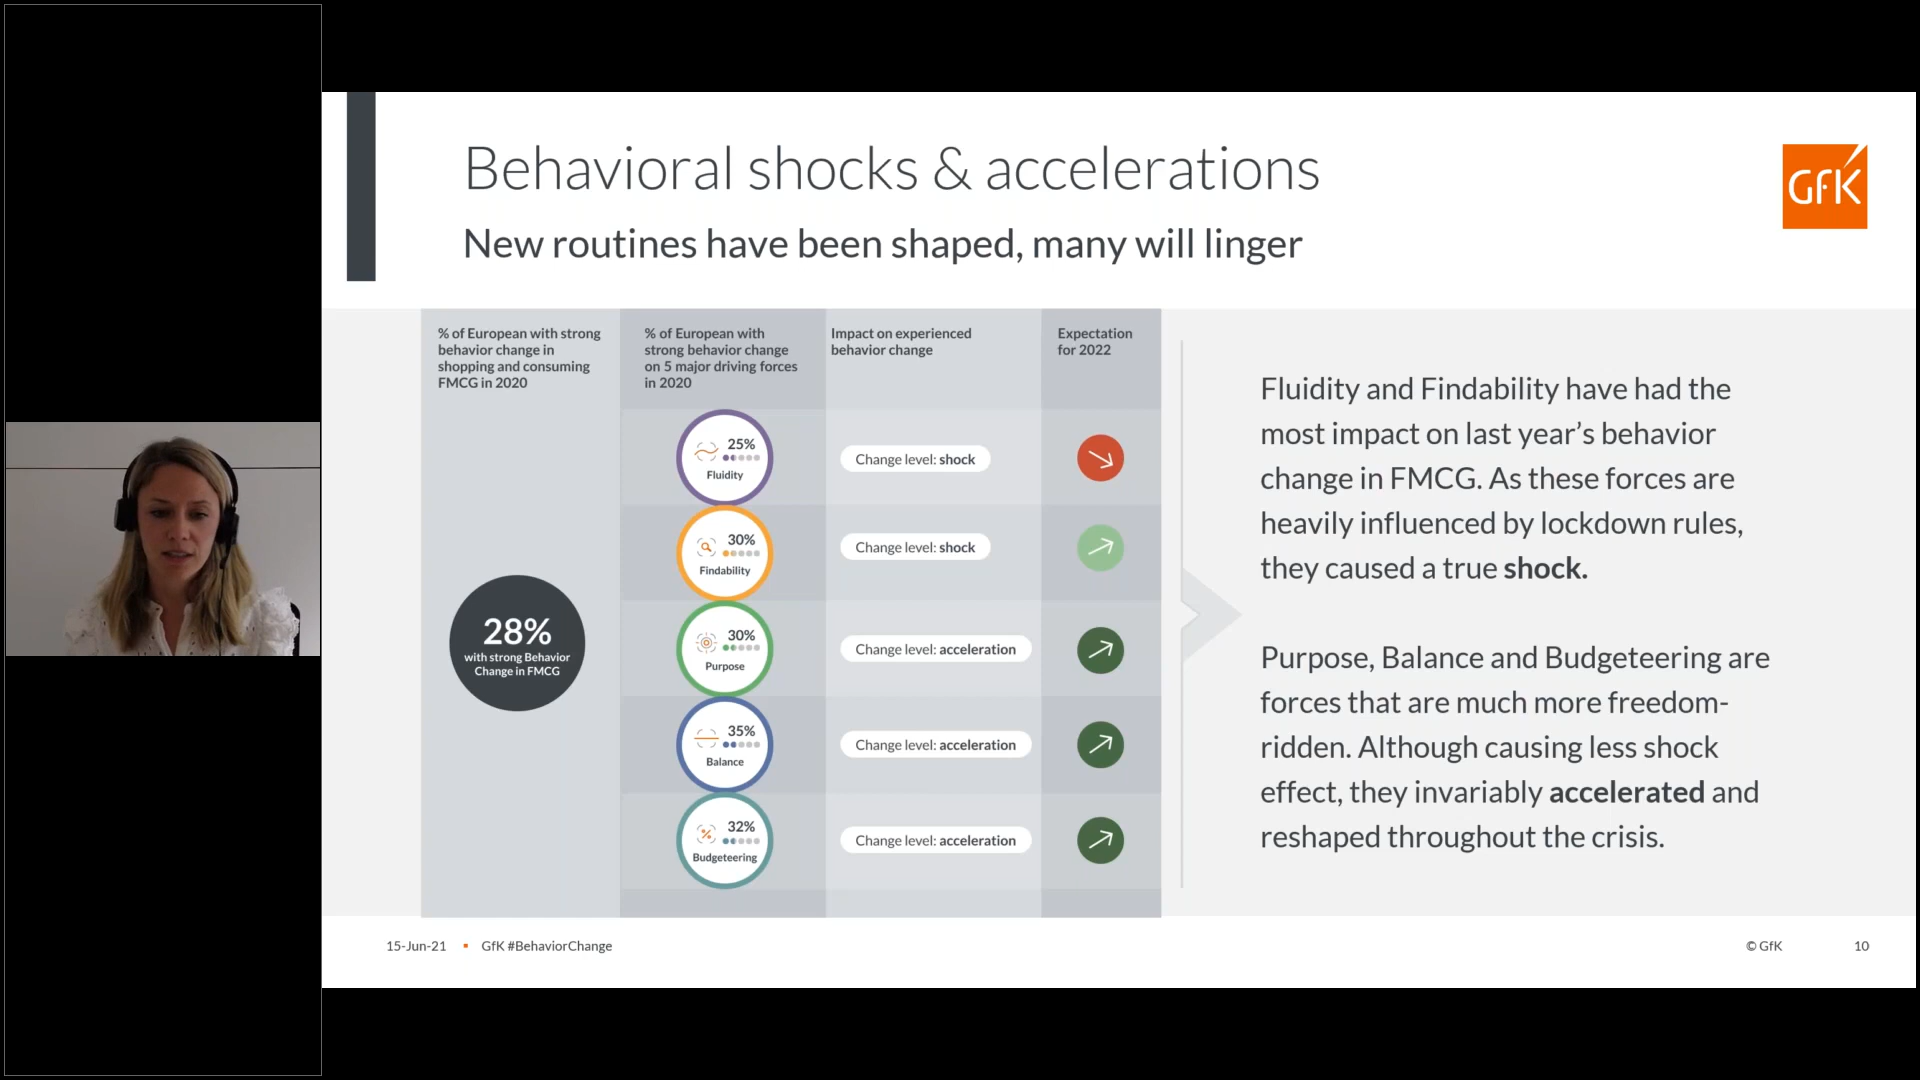 Behavioral shocks & accelerations
GfK
New routines have been shaped, many will linger
% of European with strong
behavior change in
shopping and consuming
FMCG in 2020
% of European with
strong behavior change
on 5 major driving forces
in 2020
Impact on experienced
behavior change
Expectation
for 2022
28%
with strong Behavior
Change in FMCG
25%
Fluidity
Change level: shock
30%
Findability
Change level: shock
30%
Purpose
Change level: acceleration
35%
Balance
Change level: acceleration
32%
Budgeteering
Change level: acceleration
Fluidity and Findability have had the
most impact on last year’s behavior
change in FMCG. As these forces are
heavily influenced by lockdown rules,
they caused a true shock.
Purpose, Balance and Budgeteering are
forces that are much more freedom-
ridden. Although causing less shock
effect, they invariably accelerated and
reshaped throughout the crisis.
15-Jun-21 ▪ GfK #BehaviorChange
© GfK 10